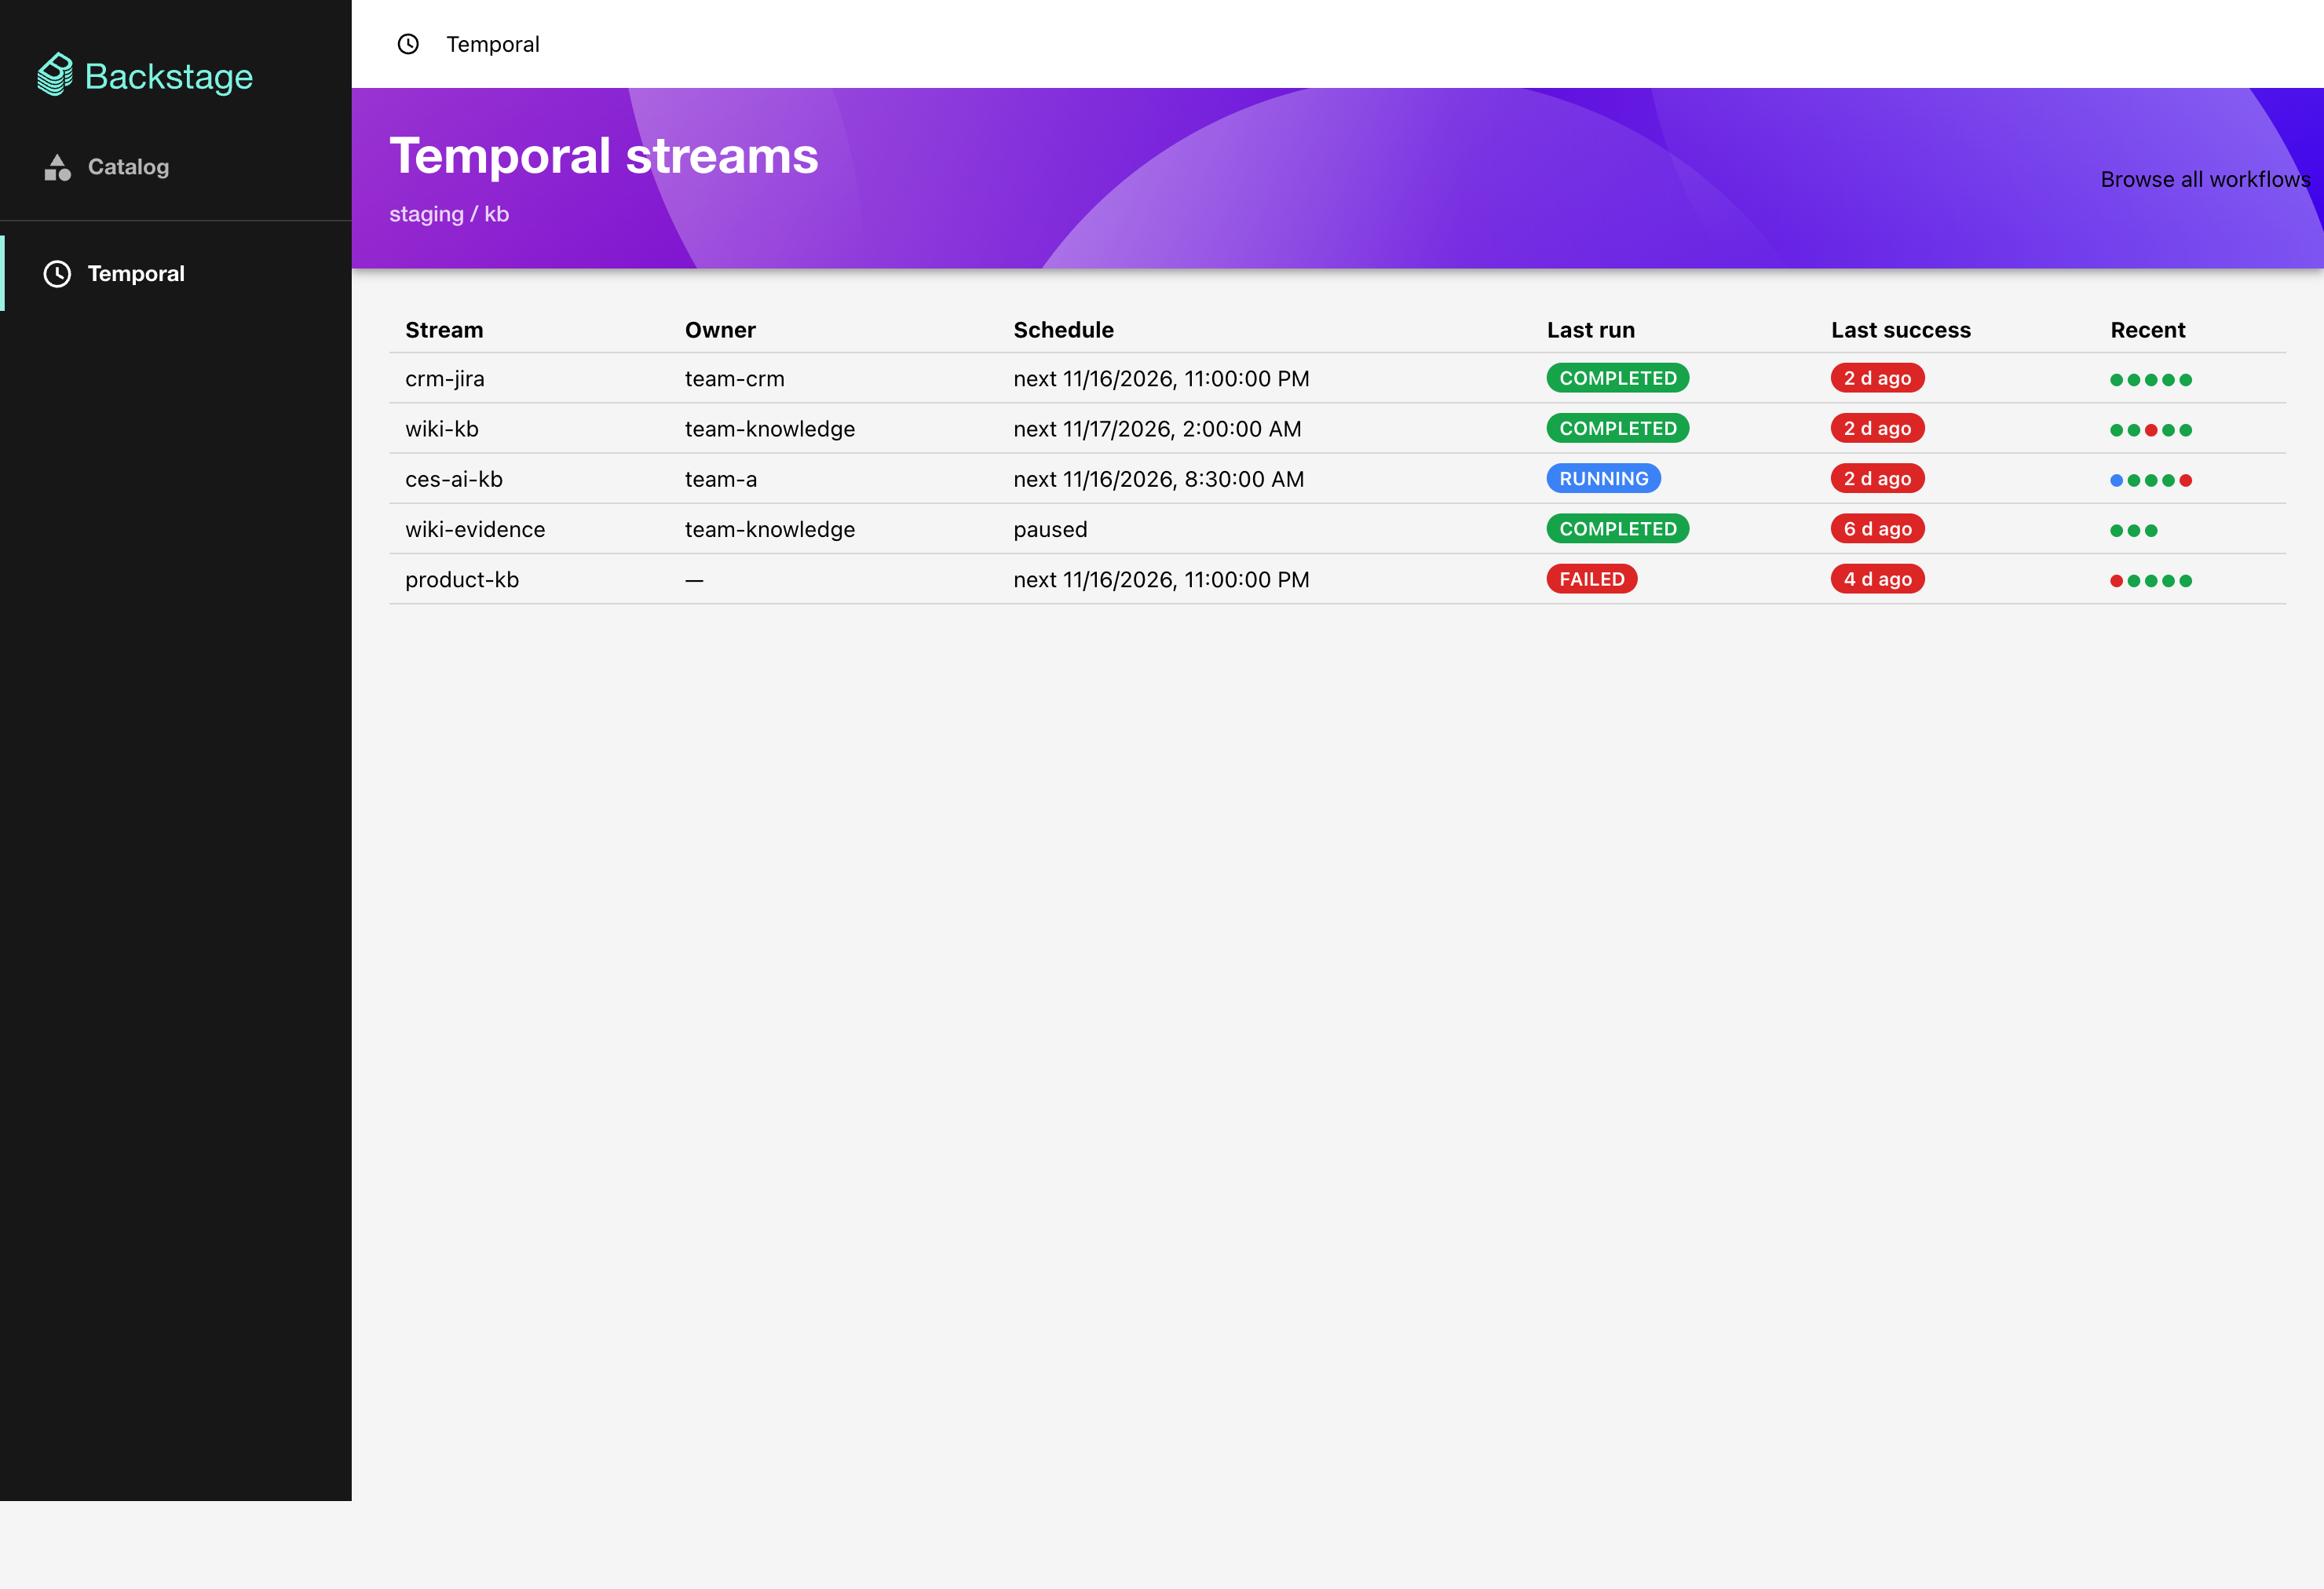 Backstage
Catalog
Temporal
Temporal
Temporal streams
staging / kb
Browse all workflows
Stream Owner Schedule Last run Last success Recent
crm-jira team-crm next 11/16/2026, 11:00:00 PM COMPLETED 2 d ago
wiki-kb team-knowledge next 11/17/2026, 2:00:00 AM COMPLETED 2 d ago
ces-ai-kb team-a next 11/16/2026, 8:30:00 AM RUNNING 2 d ago
wiki-evidence team-knowledge paused COMPLETED 6 d ago
product-kb — next 11/16/2026, 11:00:00 PM FAILED 4 d ago